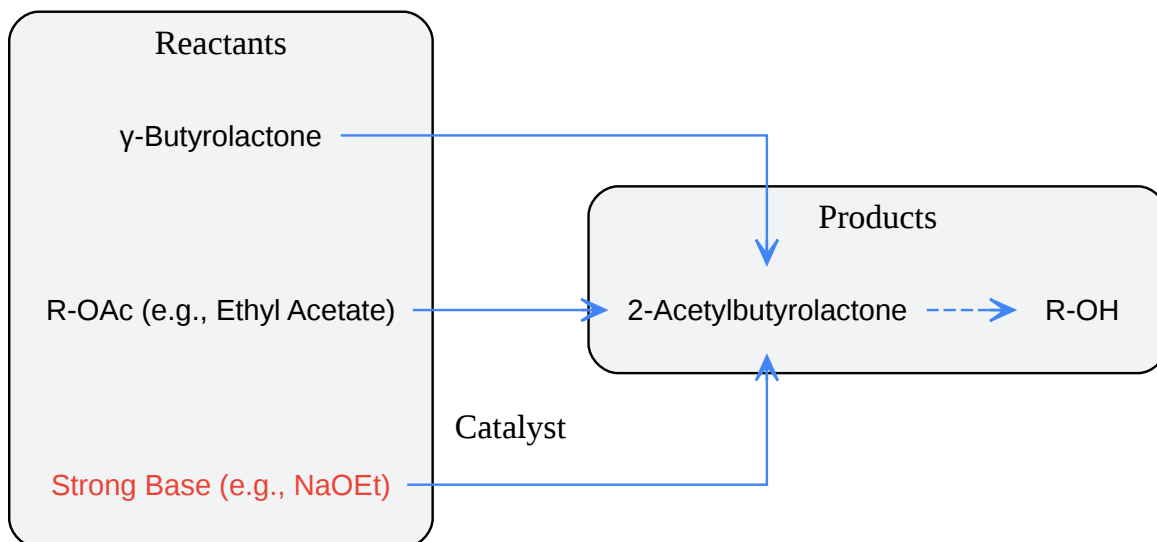 Reactants
γ-Butyrolactone
Products
R-OAc (e.g., Ethyl Acetate)
2-Acetylbutyrolactone
R-OH
Catalyst
Strong Base (e.g., NaOEt)